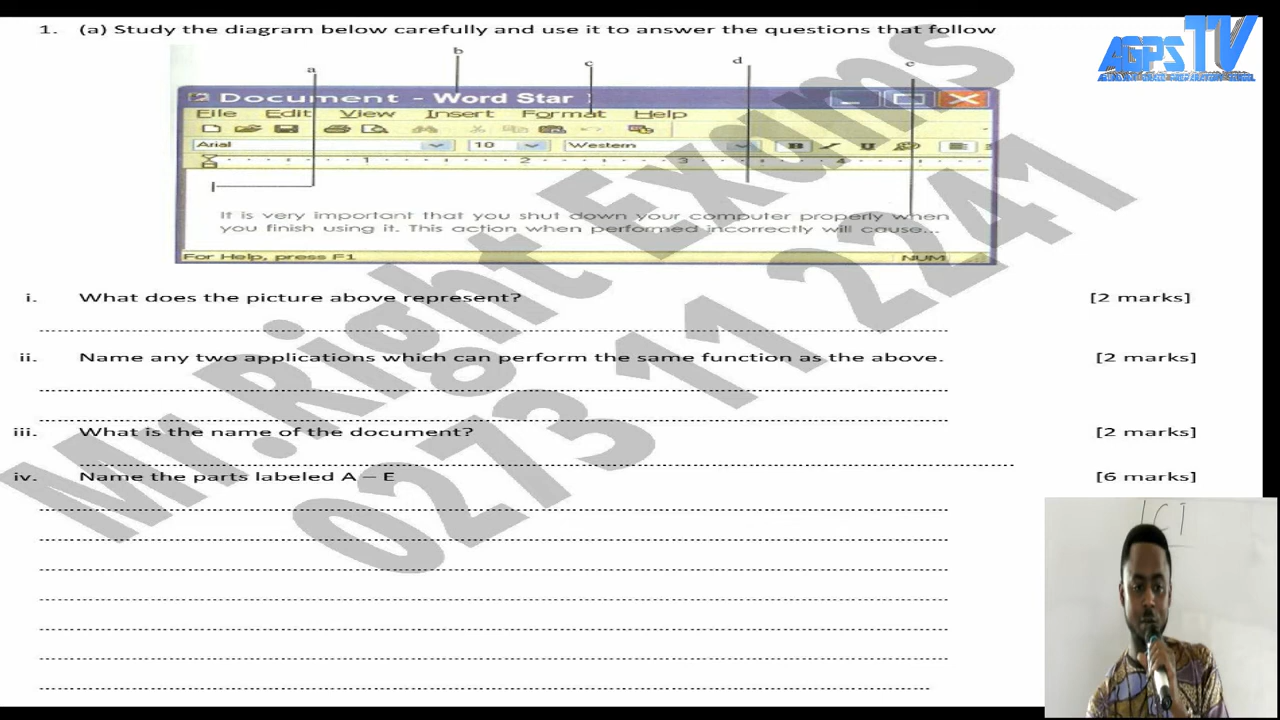 1. (a) Study the diagram below carefully and use it to answer the questions that follow
AGPS TV
a
b
c
d
e
Document - Word Star
File Edit View Insert Format Help
Arial 10 Western B U
1 2 3 4
It is very important that you shut down your computer properly when
you finish using it. This action when performed incorrectly will cause...
For Help, press F1 NUM
i. What does the picture above represent? [2 marks]
ii. Name any two applications which can perform the same function as the above. [2 marks]
iii. What is the name of the document? [2 marks]
iv. Name the parts labeled A – E [6 marks]
Mr.Right Exams
0273 11 2241
ICT